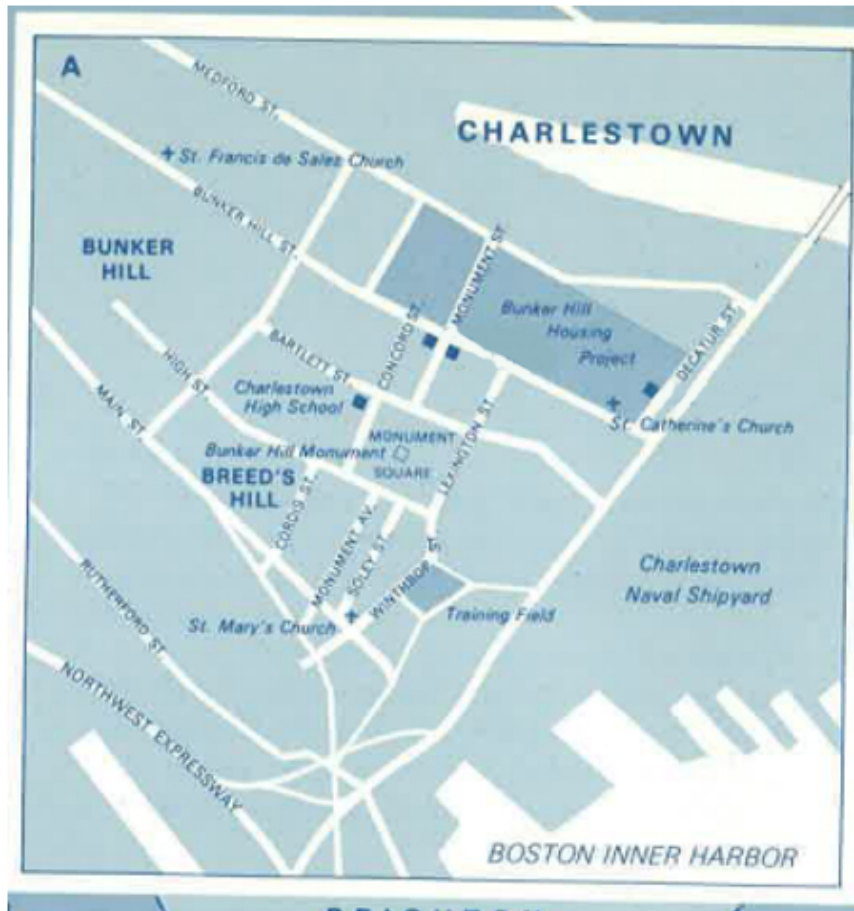 A
MEDFORD ST.
CHARLESTOWN
St. Francis de Sales Church
BUNKER HILL ST.
BUNKER
HILL
MONUMENT ST.
Bunker Hill
Housing
Project
CONCORD ST.
DECATUR ST.
BARTLETT ST.
HIGH ST.
MAIN ST.
Charlestown
High School
St. Catherine's Church
LEXINGTON ST.
MONUMENT
SQUARE
Bunker Hill Monument
BREED'S
HILL
CORDIS ST.
MONUMENT AV.
SOLEY ST.
WINTHROP ST.
Charlestown
Naval Shipyard
RUTHERFORD ST.
St. Mary's Church
Training Field
NORTHWEST EXPRESSWAY
BOSTON INNER HARBOR